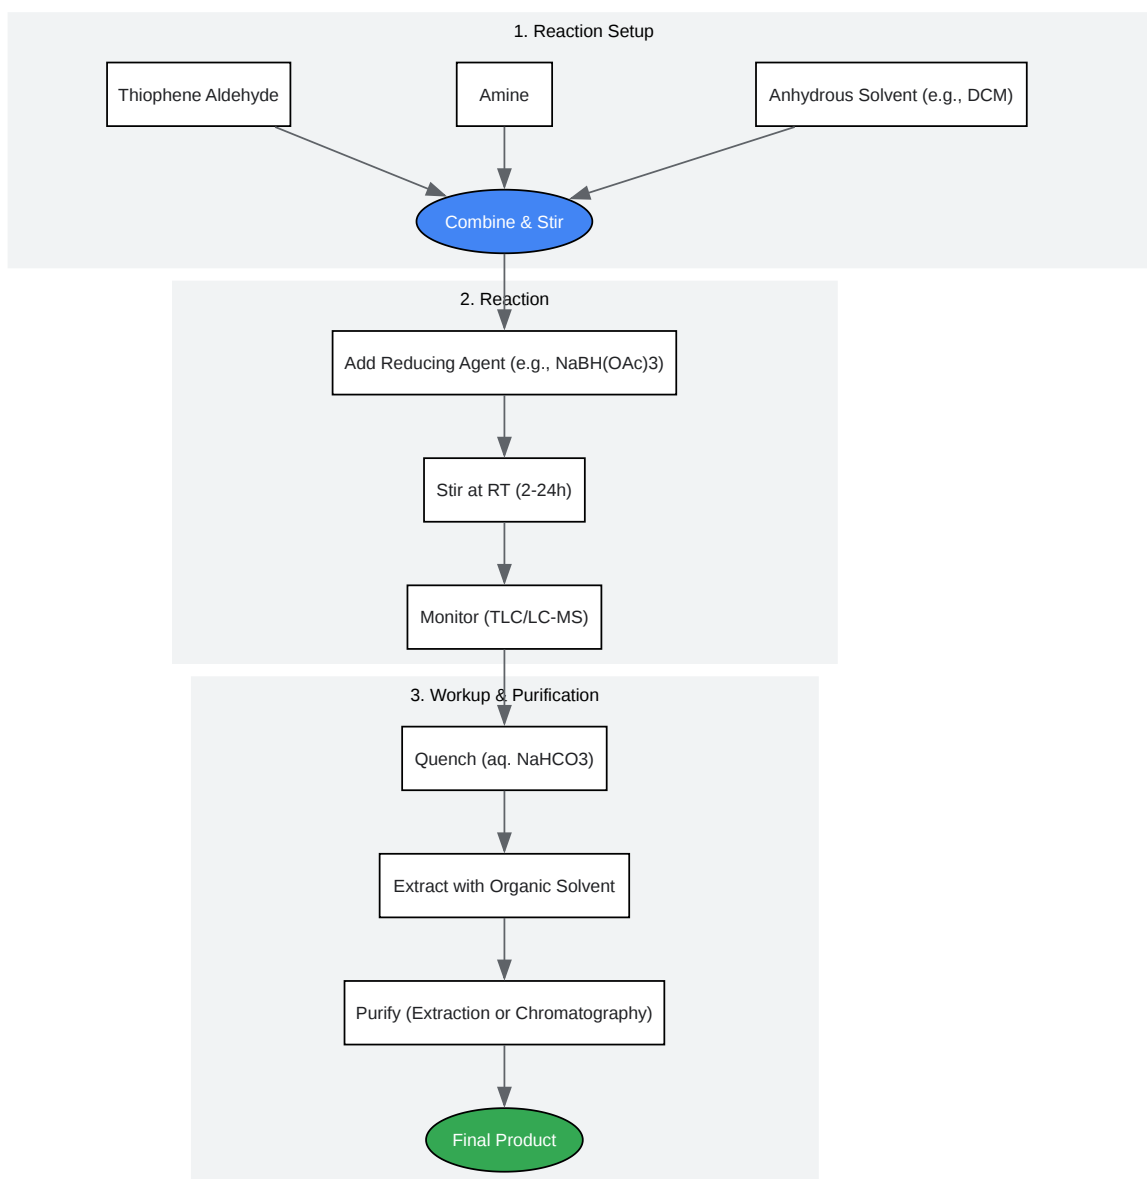 1. Reaction Setup
Thiophene Aldehyde
Amine
Anhydrous Solvent (e.g., DCM)
Combine & Stir
2. Reaction
Add Reducing Agent (e.g., NaBH(OAc)3)
Stir at RT (2-24h)
Monitor (TLC/LC-MS)
3. Workup & Purification
Quench (aq. NaHCO3)
Extract with Organic Solvent
Purify (Extraction or Chromatography)
Final Product